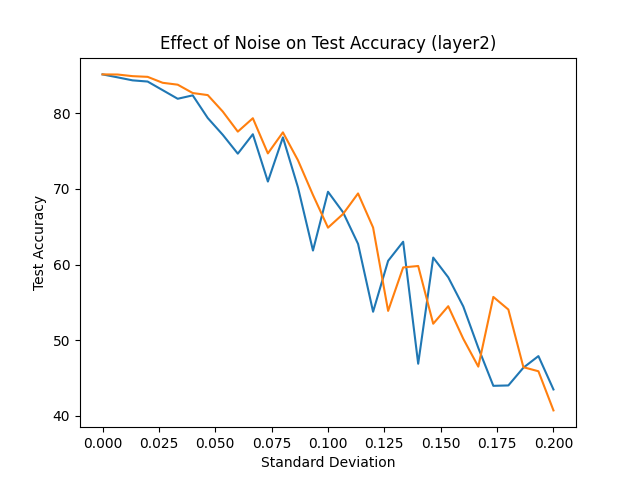 Effect of Noise on Test Accuracy (layer2)
80
70
60
50
40
Test Accuracy
0.000 0.025 0.050 0.075 0.100 0.125 0.150 0.175 0.200
Standard Deviation